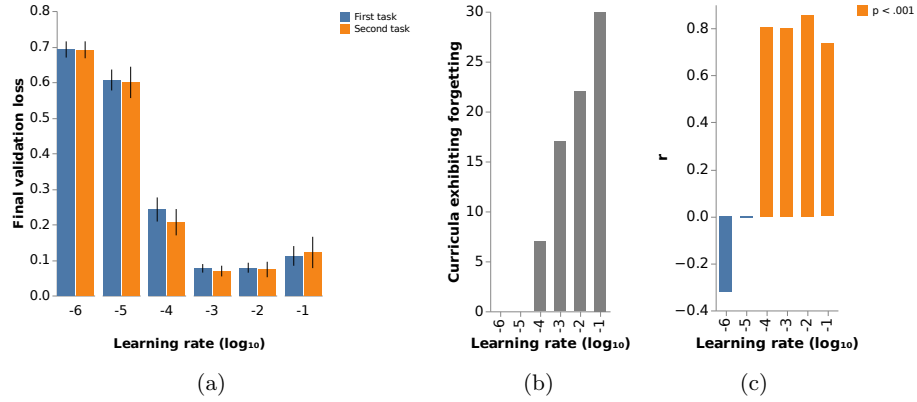 Final validation loss
0.8
0.7
0.6
0.5
0.4
0.3
0.2
0.1
0.0
-6 -5 -4 -3 -2 -1
Learning rate (log₁₀)
First task
Second task
(a)
Curricula exhibiting forgetting
30
25
20
15
10
5
0
-6 -5 -4 -3 -2 -1
Learning rate (log₁₀)
(b)
r
0.8
0.6
0.4
0.2
0.0
−0.2
−0.4
-6 -5 -4 -3 -2 -1
Learning rate (log₁₀)
p < .001
(c)